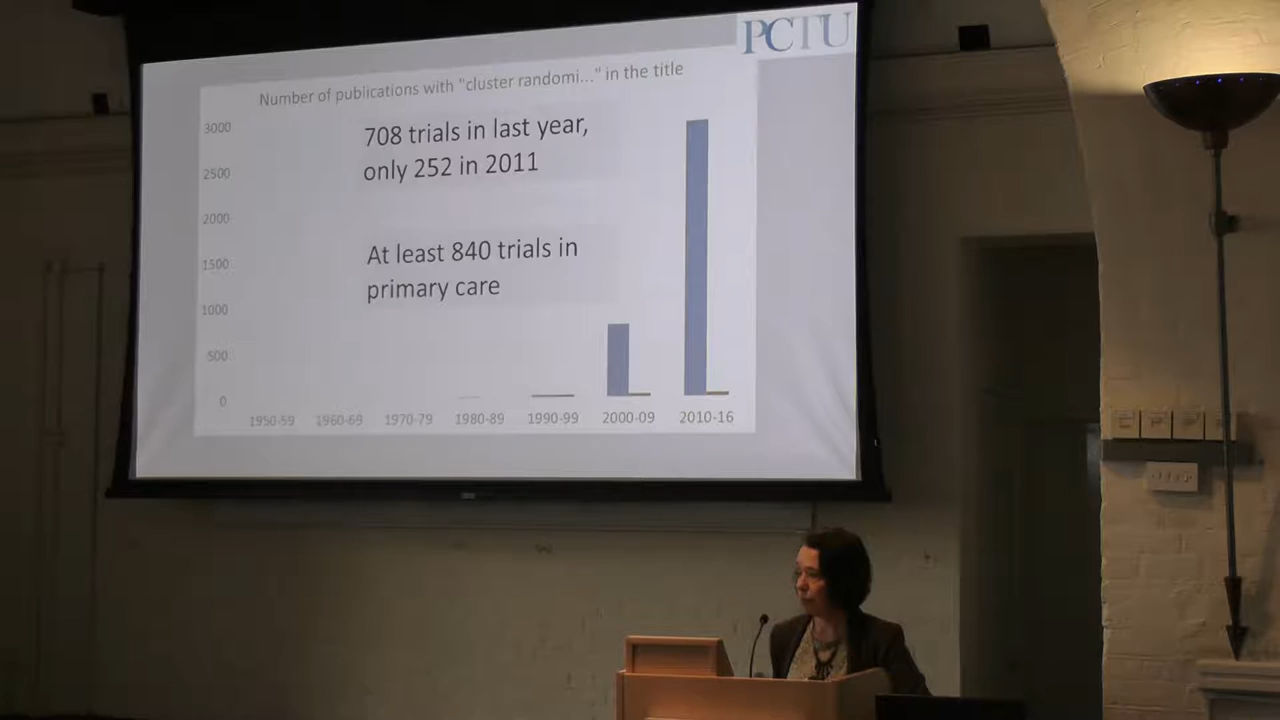 PCTU
Number of publications with "cluster randomi..." in the title
708 trials in last year,
only 252 in 2011
At least 840 trials in
primary care
3000
2500
2000
1500
1000
500
0
1950-59 1960-69 1970-79 1980-89 1990-99 2000-09 2010-16